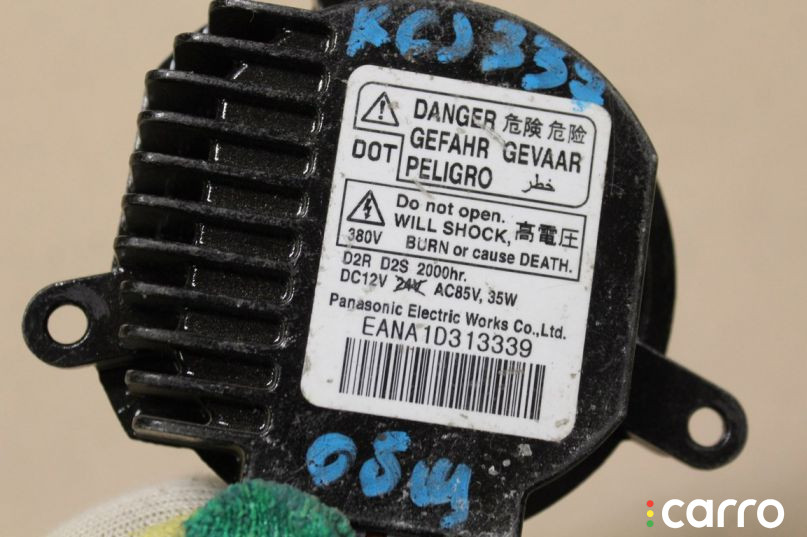 KCJ332
DANGER 危険 危险
GEFAHR GEVAAR
DOT
PELIGRO خطر
Do not open.
WILL SHOCK, 高電圧
380V BURN or cause DEATH.
D2R D2S 2000hr.
DC12V 24V AC85V, 35W
Panasonic Electric Works Co.,Ltd.
EANA1D313339
carro